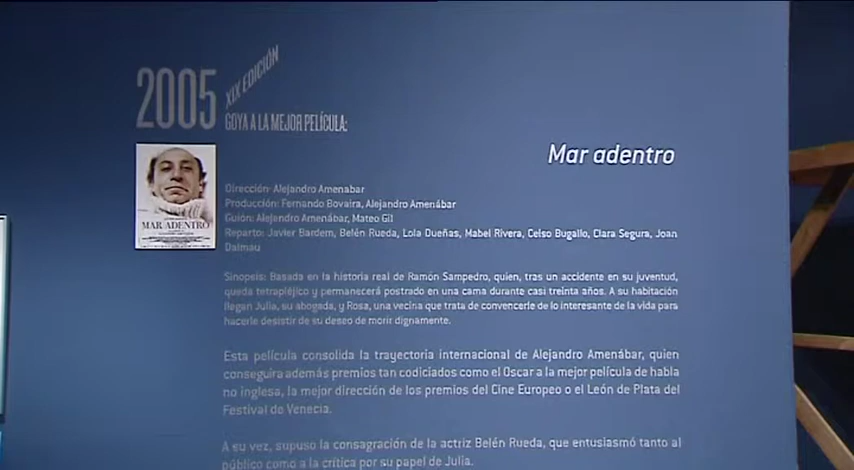 2005
XIX EDICIÓN
GOYA A LA MEJOR PELÍCULA:
Mar adentro
MAR ADENTRO
Dirección: Alejandro Amenabar
Producción: Fernando Bovaira, Alejandro Amenábar
Guión: Alejandro Amenábar, Mateo Gil
Reparto: Javier Bardem, Belén Rueda, Lola Dueñas, Mabel Rivera, Celso Bugallo, Clara Segura, Joan
Dalmau
Sinopsis: Basada en la historia real de Ramón Sampedro, quien, tras un accidente en su juventud,
queda tetrapléjico y permanecerá postrado en una cama durante casi treinta años. A su habitación
llegan Julia, su abogada, y Rosa, una vecina que trata de convencerle de lo interesante de la vida para
hacerle desistir de su deseo de morir dignamente.
Esta película consolida la trayectoria internacional de Alejandro Amenábar, quien
conseguira además premios tan codiciados como el Oscar a la mejor película de habla
no inglesa, la mejor dirección de los premios del Cine Europeo o el León de Plata del
Festival de Venecia.
A su vez, supuso la consagración de la actriz Belén Rueda, que entusiasmó tanto al
público como a la crítica por su papel de Julia.